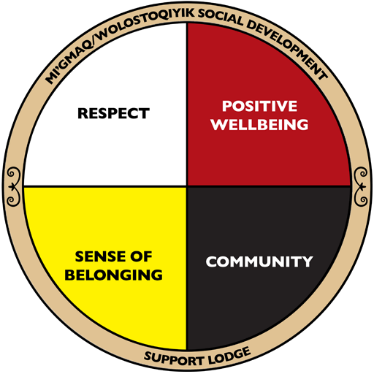 MI'GMAQ/WOLOSTOQIYIK SOCIAL DEVELOPMENT
RESPECT
POSITIVE
WELLBEING
SENSE OF
BELONGING
COMMUNITY
SUPPORT LODGE